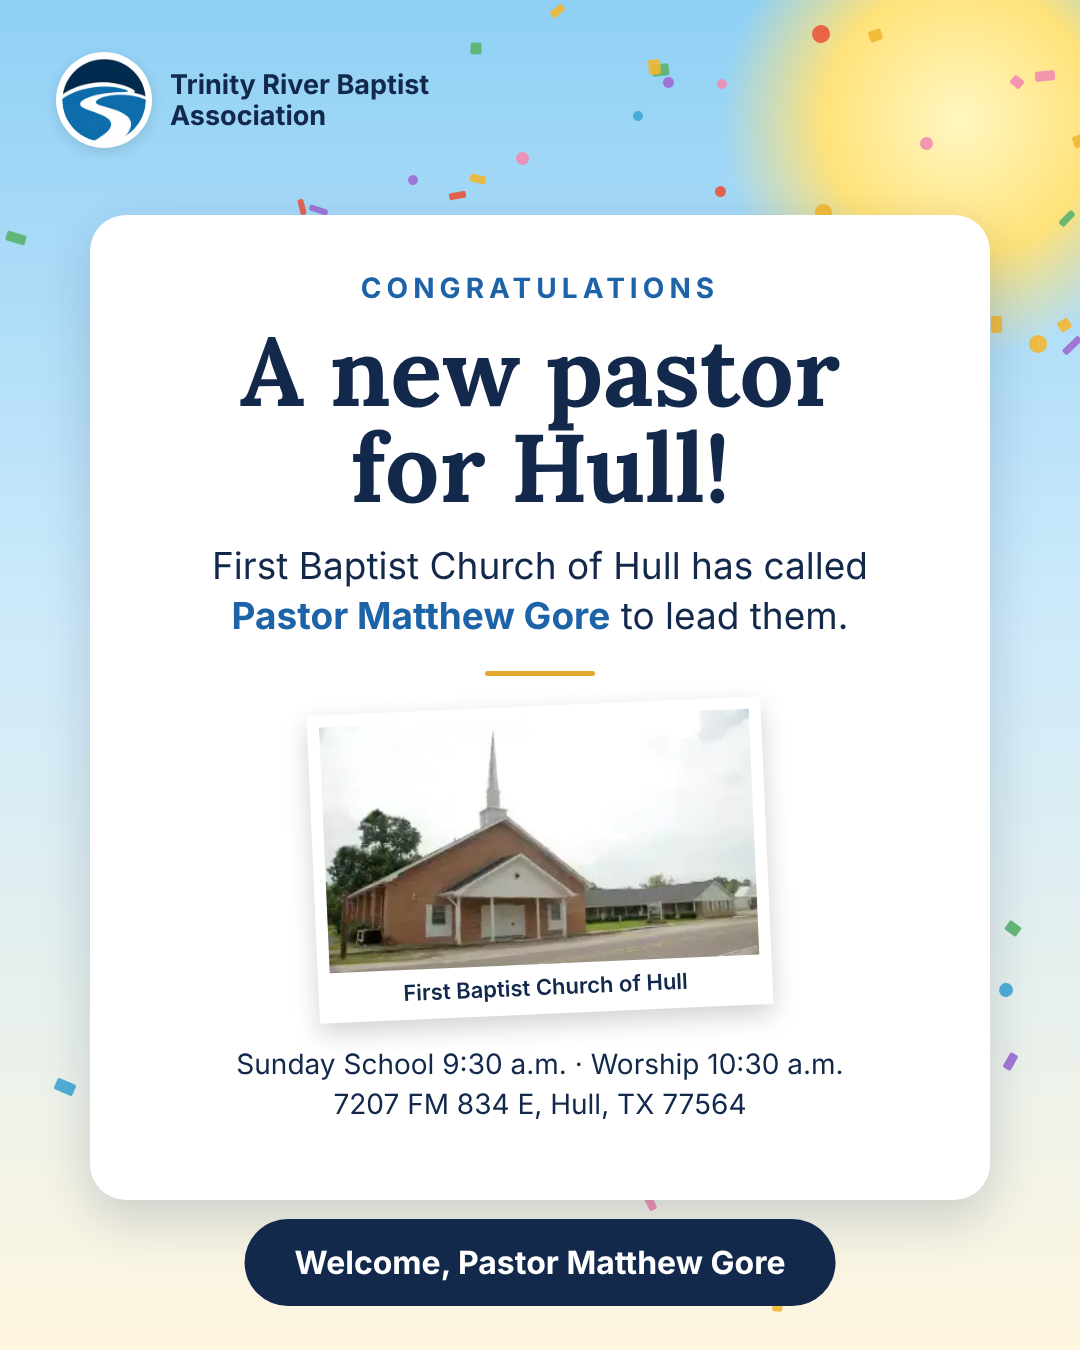 Trinity River Baptist
Association
CONGRATULATIONS
A new pastor
for Hull!
First Baptist Church of Hull has called
Pastor Matthew Gore to lead them.
First Baptist Church of Hull
Sunday School 9:30 a.m. · Worship 10:30 a.m.
7207 FM 834 E, Hull, TX 77564
Welcome, Pastor Matthew Gore